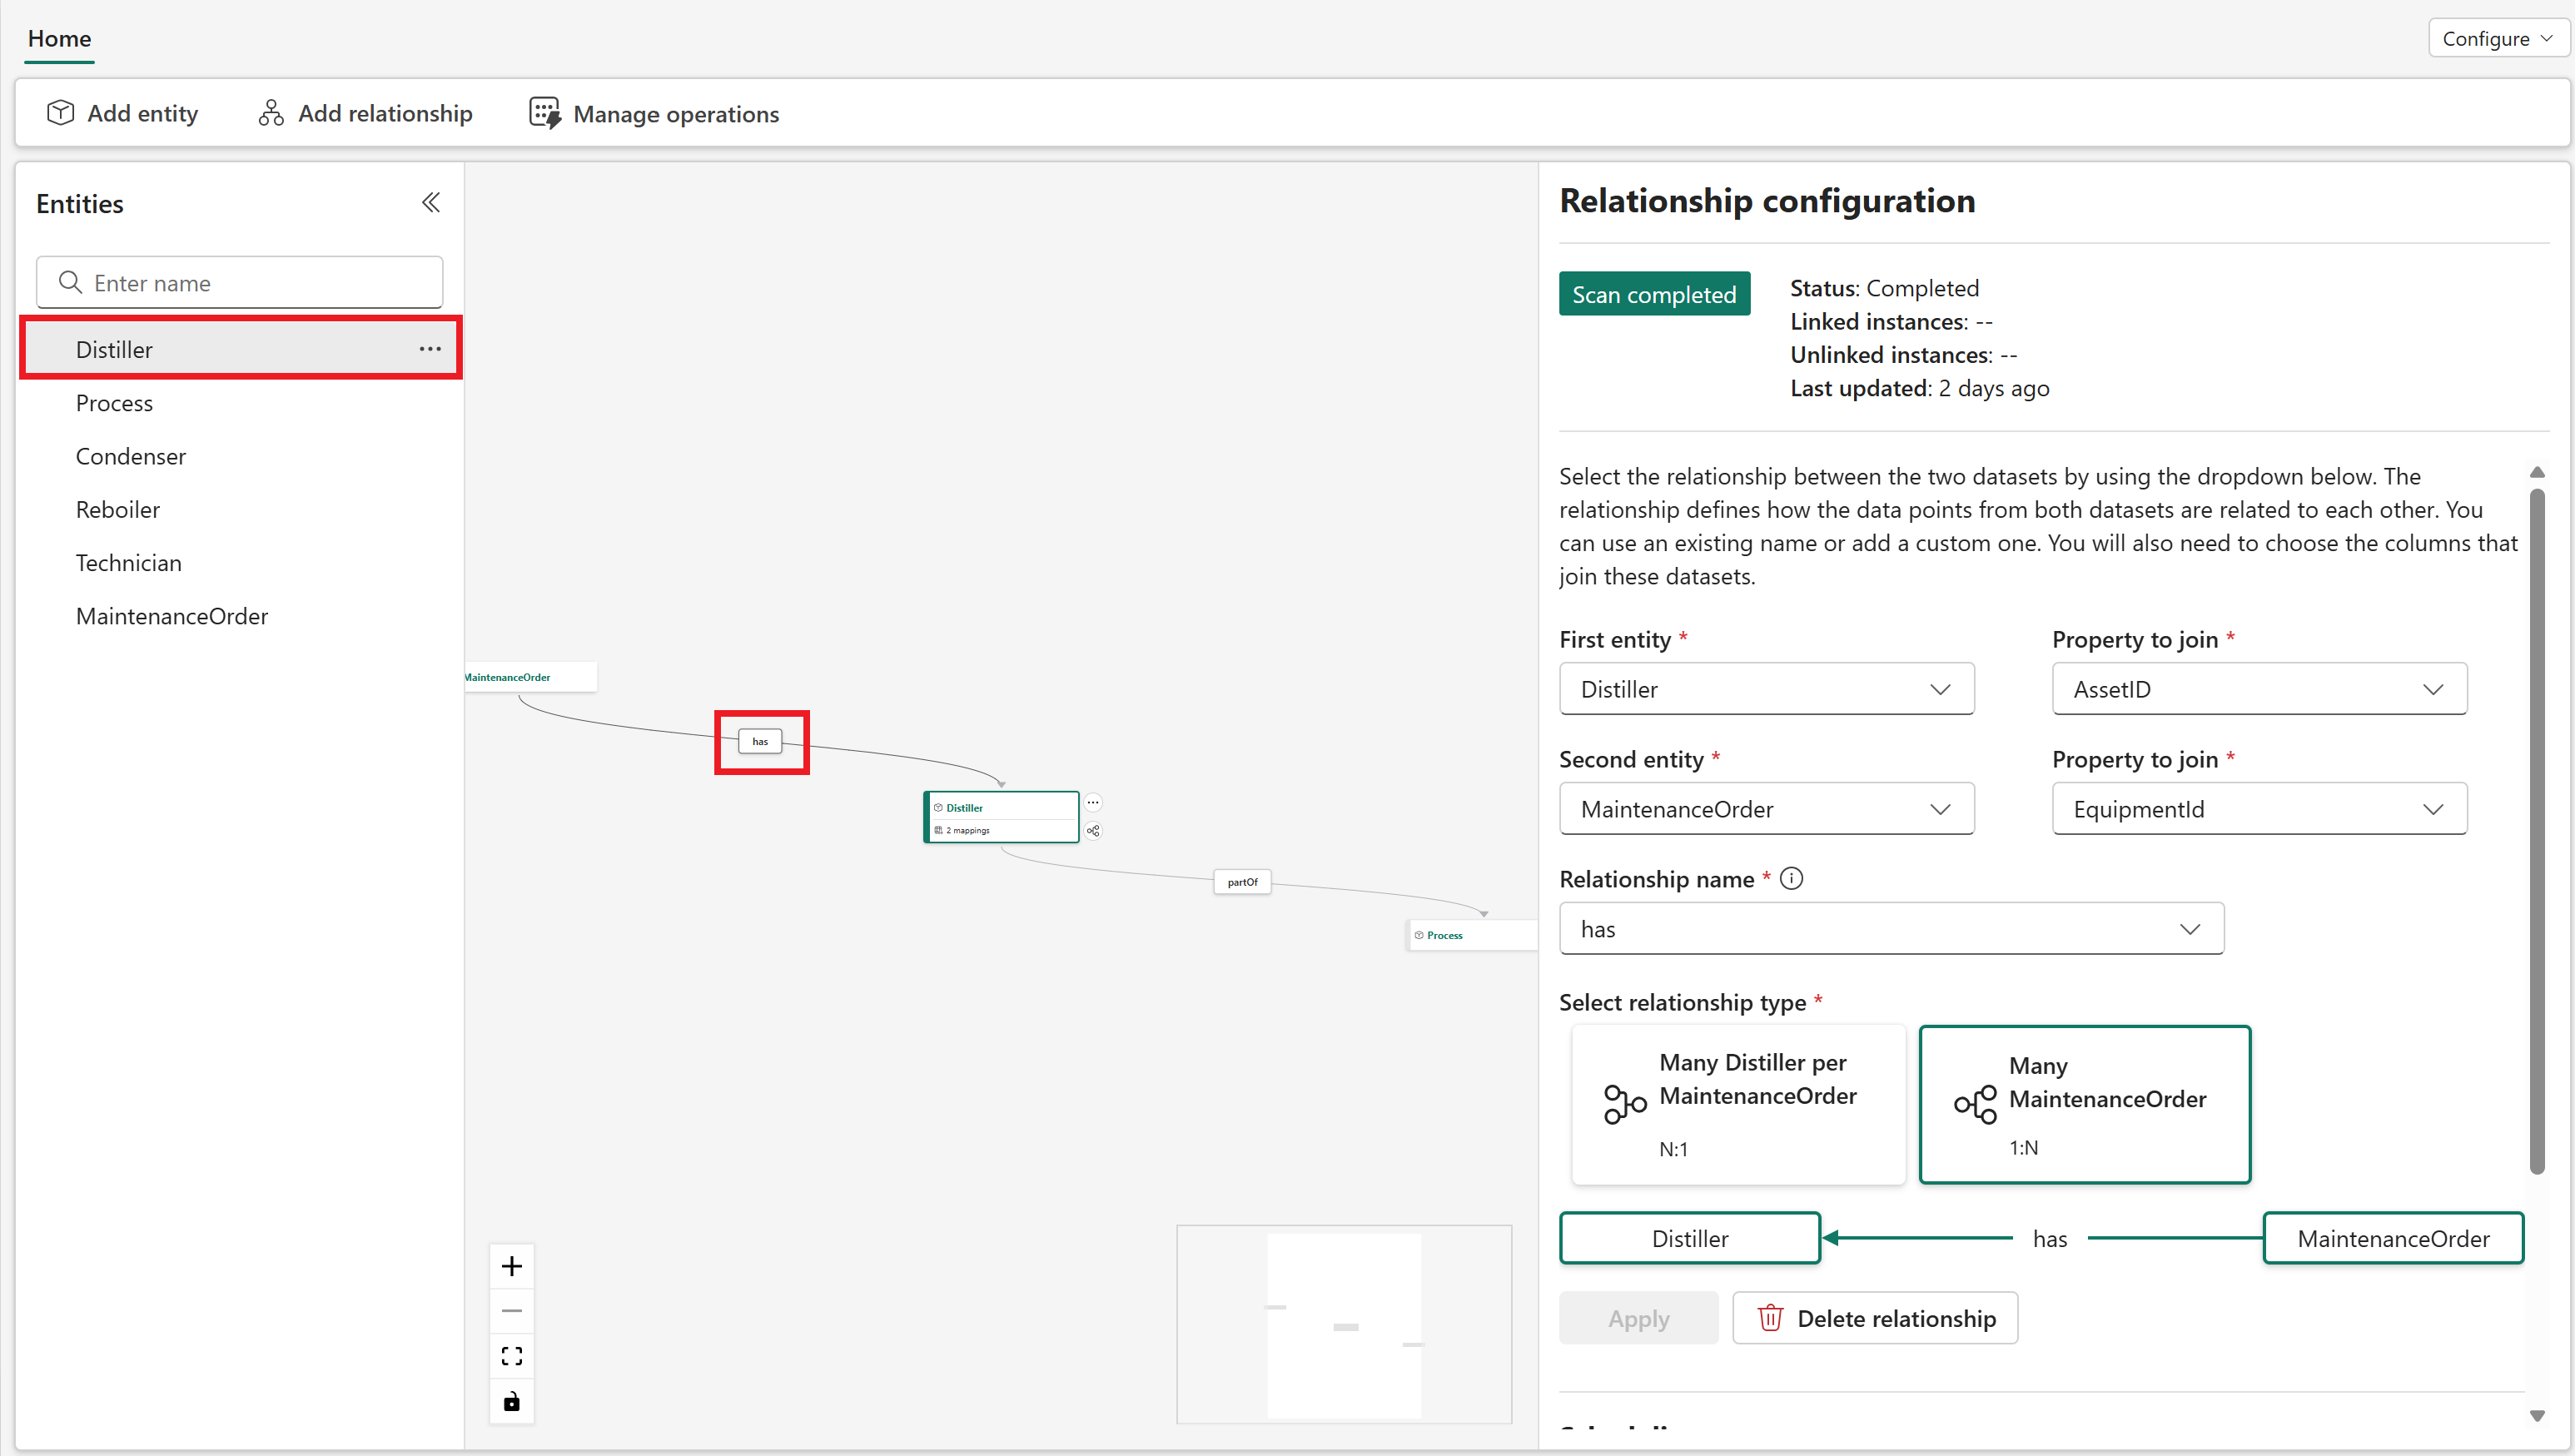 Home
Configure
Add entity
Add relationship
Manage operations
Entities
Enter name
Distiller
Process
Condenser
Reboiler
Technician
MaintenanceOrder
MaintenanceOrder
has
Distiller
2 mappings
partOf
Process
Relationship configuration
Scan completed
Status: Completed
Linked instances: --
Unlinked instances: --
Last updated: 2 days ago
Select the relationship between the two datasets by using the dropdown below. The
relationship defines how the data points from both datasets are related to each other. You
can use an existing name or add a custom one. You will also need to choose the columns that
join these datasets.
First entity *
Property to join *
Distiller
AssetID
Second entity *
Property to join *
MaintenanceOrder
EquipmentId
Relationship name *
has
Select relationship type *
Many Distiller per
MaintenanceOrder
N:1
Many
MaintenanceOrder
1:N
Distiller
has
MaintenanceOrder
Apply
Delete relationship